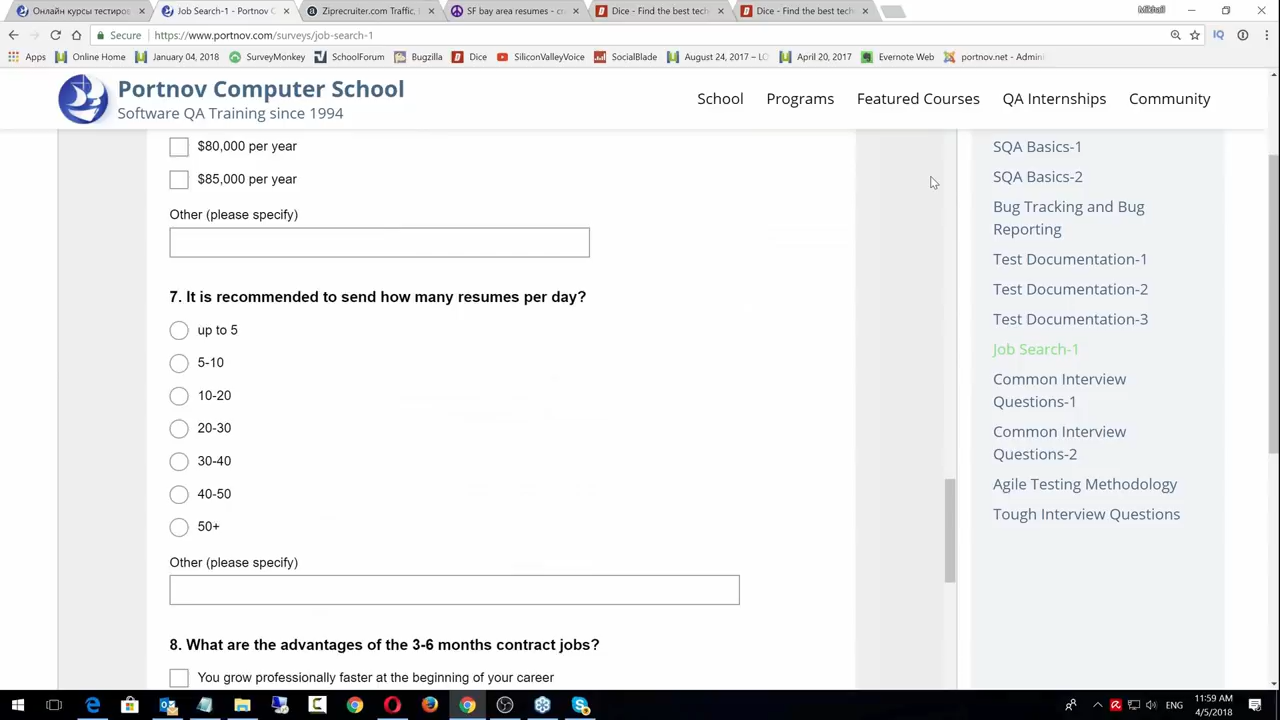 Онлайн курсы тестиров
Job Search-1 - Portnov C
Ziprecruiter.com Traffic,
SF bay area resumes - cr
Dice - Find the best tech
Dice - Find the best tech
Mikhail
Secure
https://www.portnov.com/surveys/job-search-1
Apps
Online Home
January 04, 2018
SurveyMonkey
SchoolForum
Bugzilla
Dice
SiliconValleyVoice
SocialBlade
August 24, 2017 – LO
April 20, 2017
Evernote Web
portnov.net - Admin
Portnov Computer School
Software QA Training since 1994
School
Programs
Featured Courses
QA Internships
Community
$80,000 per year
$85,000 per year
Other (please specify)
7. It is recommended to send how many resumes per day?
up to 5
5-10
10-20
20-30
30-40
40-50
50+
Other (please specify)
8. What are the advantages of the 3-6 months contract jobs?
You grow professionally faster at the beginning of your career
SQA Basics-1
SQA Basics-2
Bug Tracking and Bug
Reporting
Test Documentation-1
Test Documentation-2
Test Documentation-3
Job Search-1
Common Interview
Questions-1
Common Interview
Questions-2
Agile Testing Methodology
Tough Interview Questions
ENG
11:59 AM
4/5/2018